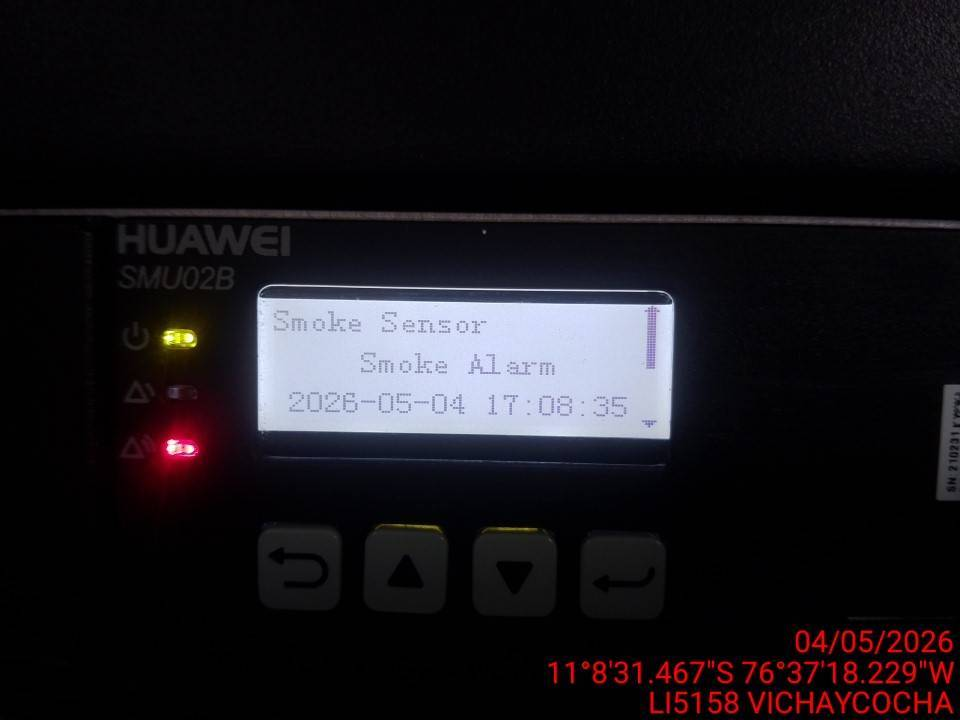 HUAWEI
SMU02B
Smoke Sensor
Smoke Alarm
2026-05-04 17:08:35
04/05/2026
11°8'31.467"S 76°37'18.229"W
LI5158 VICHAYCOCHA